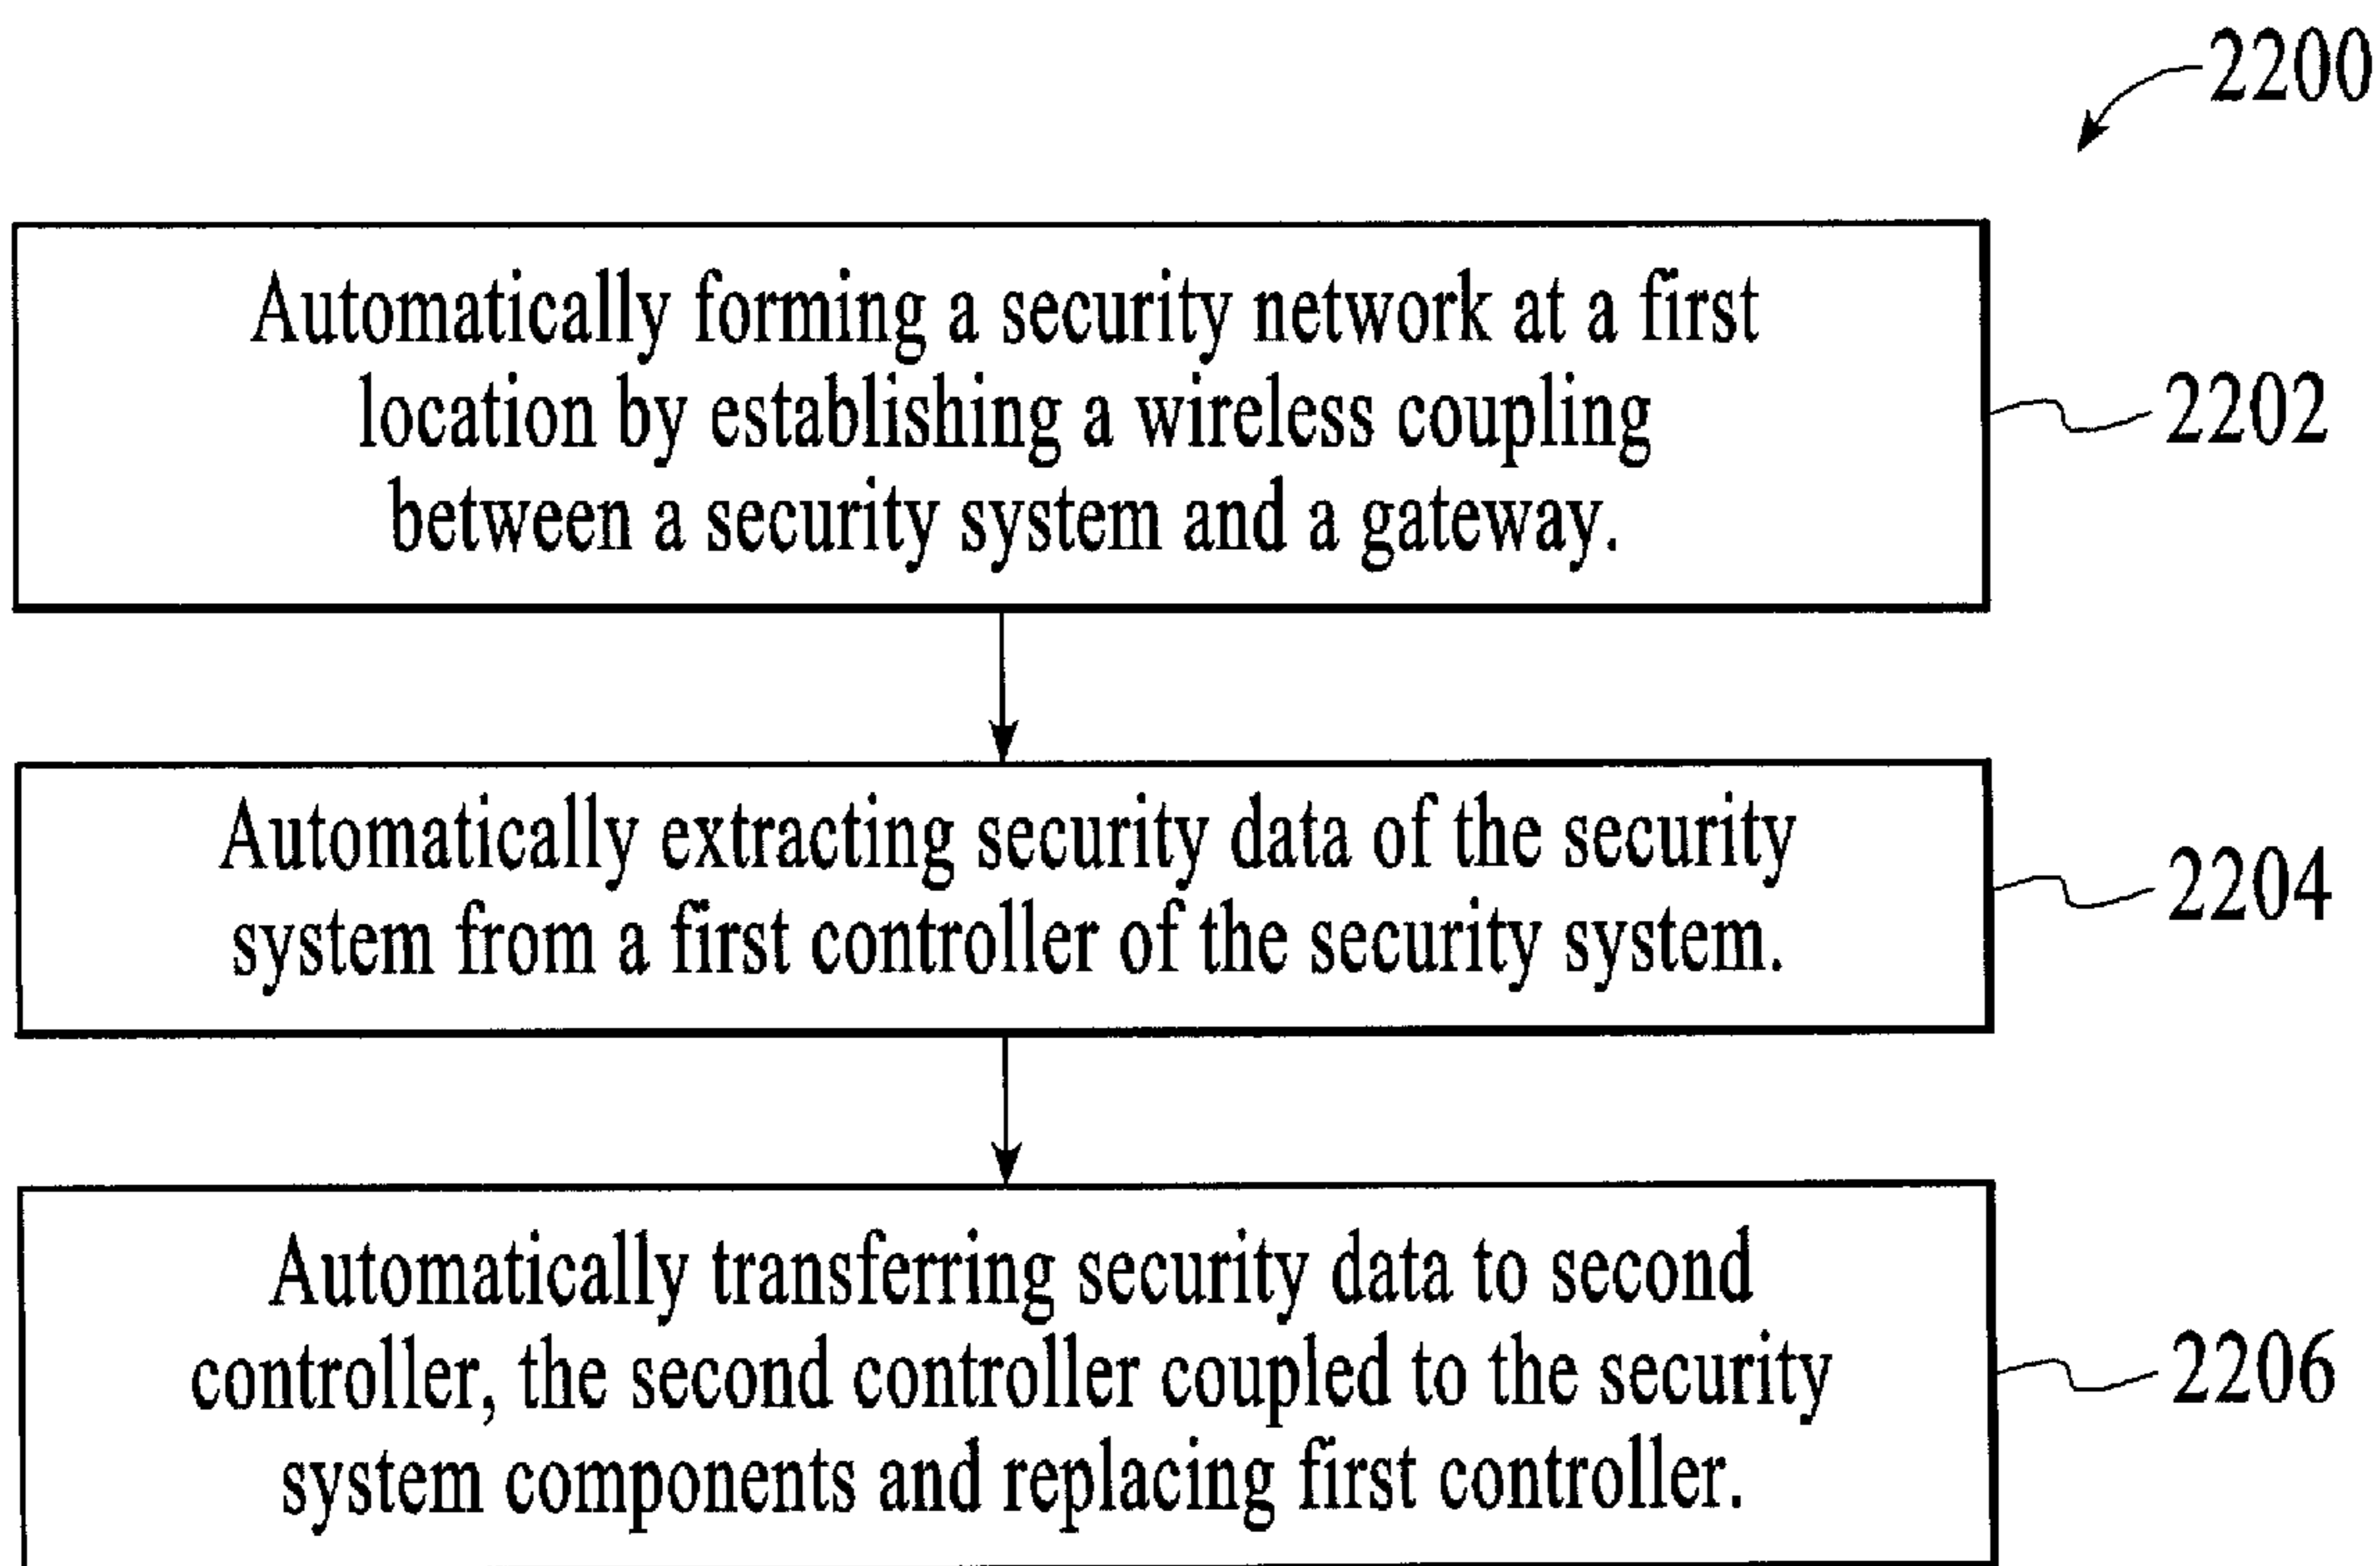 2200
Automatically forming a security network at a first
location by establishing a wireless coupling
between a security system and a gateway.
2202
Automatically extracting security data of the security
system from a first controller of the security system.
2204
Automatically transferring security data to second
controller, the second controller coupled to the security
system components and replacing first controller.
2206